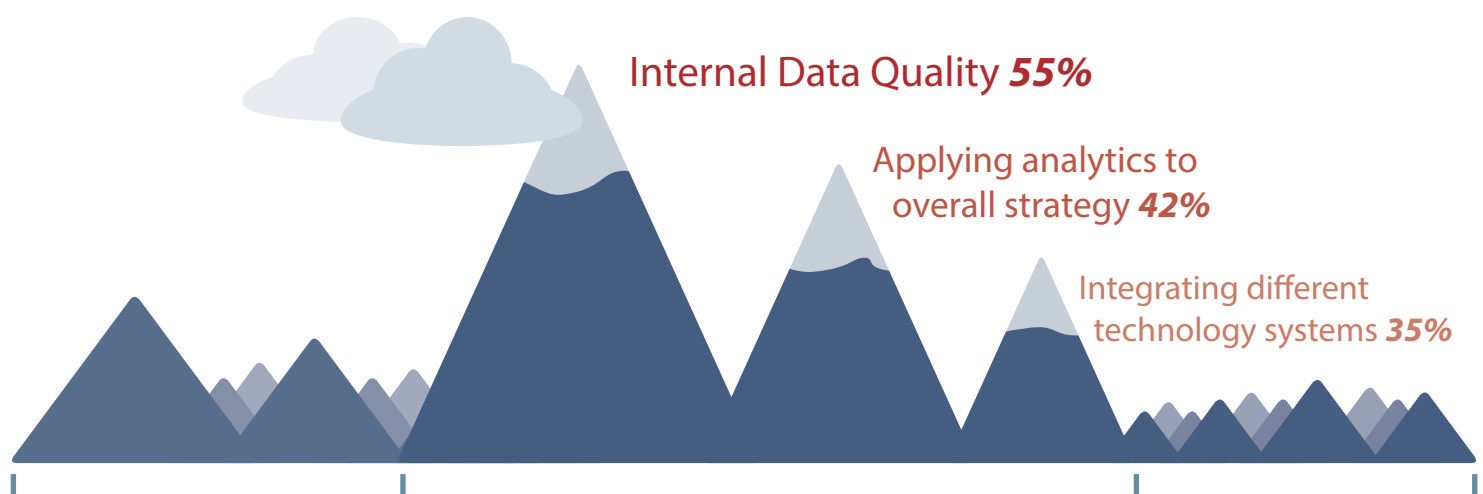 Internal Data Quality 55%
Applying analytics to
overall strategy 42%
Integrating different
technology systems 35%